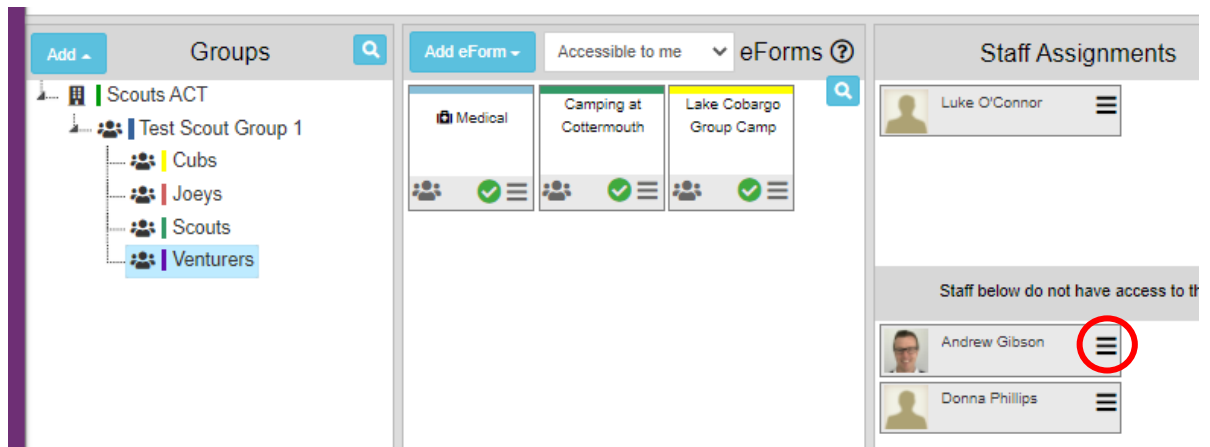 Add
Groups
Scouts ACT
Test Scout Group 1
Cubs
Joeys
Scouts
Venturers
Add eForm
Accessible to me
eForms
Medical
Camping at
Cottermouth
Lake Cobargo
Group Camp
Staff Assignments
Luke O'Connor
Staff below do not have access to
Andrew Gibson
Donna Phillips